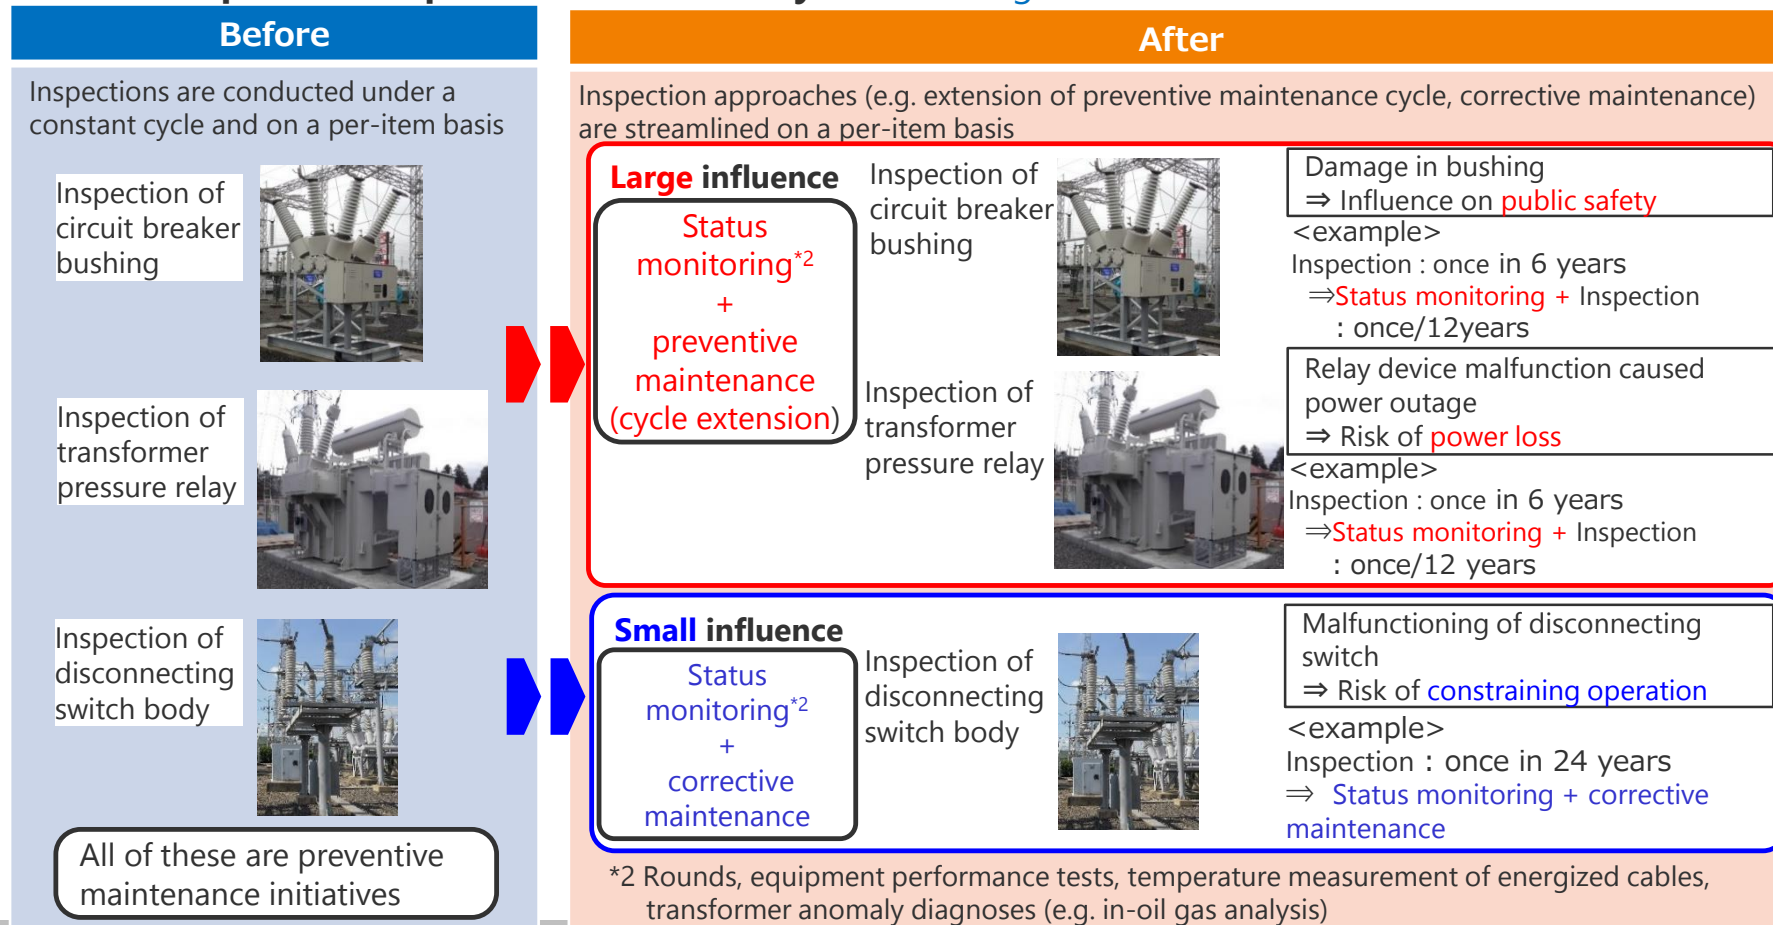 Before
Inspections are conducted under a
constant cycle and on a per-item basis
Inspection of
circuit breaker
bushing
Inspection of
transformer
pressure relay
Inspection of
disconnecting
switch body
All of these are preventive
maintenance initiatives
After
Inspection approaches (e.g. extension of preventive maintenance cycle, corrective maintenance)
are streamlined on a per-item basis
Large influence
Status
monitoring*2
+
preventive
maintenance
(cycle extension)
Inspection of
circuit breaker
bushing
Damage in bushing
⇒ Influence on public safety
<example>
Inspection : once in 6 years
⇒Status monitoring + Inspection
: once/12years
Inspection of
transformer
pressure relay
Relay device malfunction caused
power outage
⇒ Risk of power loss
<example>
Inspection : once in 6 years
⇒Status monitoring + Inspection
: once/12 years
Small influence
Status
monitoring*2
+
corrective
maintenance
Inspection of
disconnecting
switch body
Malfunctioning of disconnecting
switch
⇒ Risk of constraining operation
<example>
Inspection : once in 24 years
⇒ Status monitoring + corrective
maintenance
*2 Rounds, equipment performance tests, temperature measurement of energized cables,
transformer anomaly diagnoses (e.g. in-oil gas analysis)